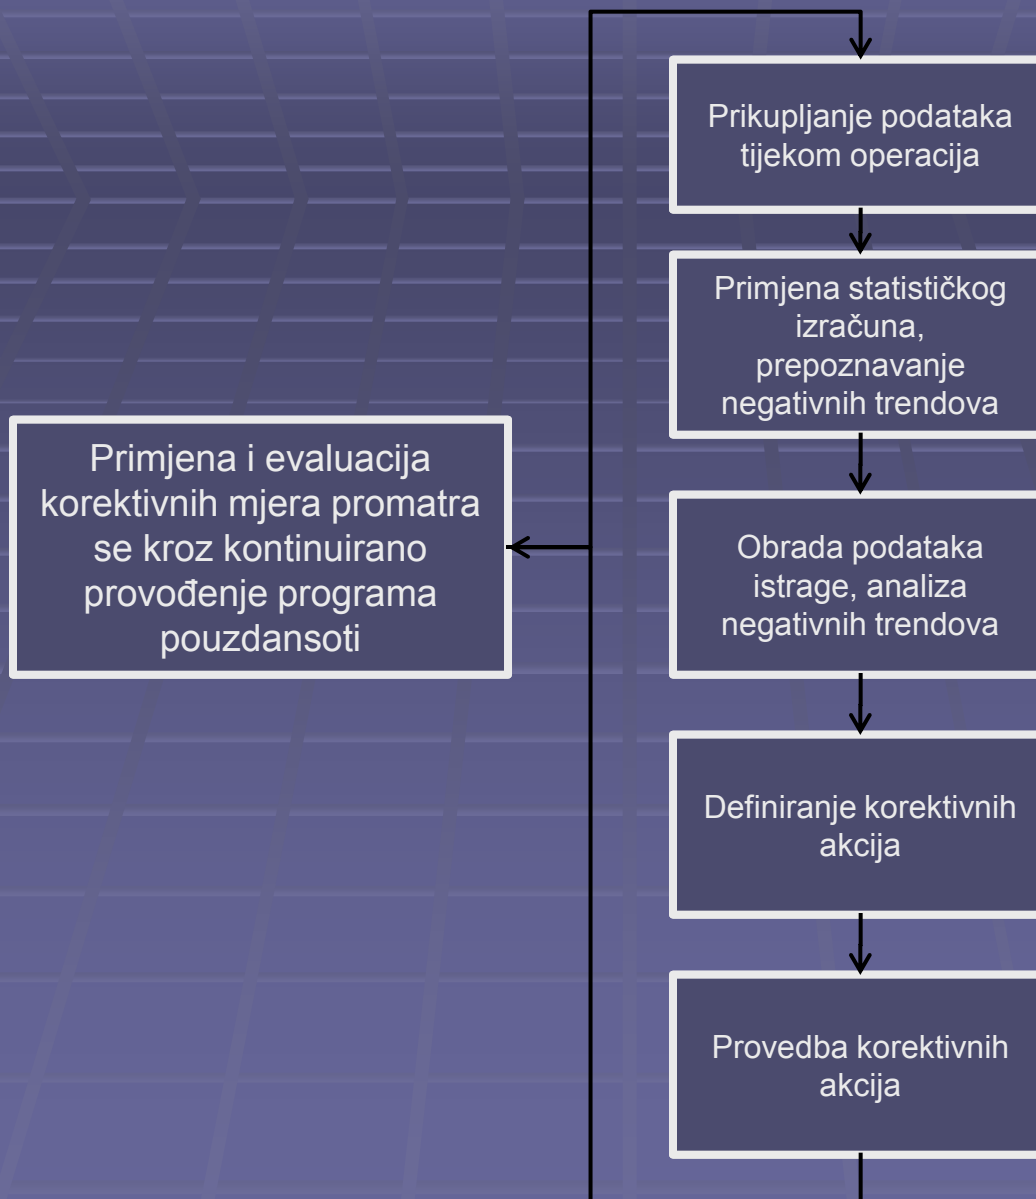 Prikupljanje podataka
tijekom operacija
Primjena statističkog
izračuna,
prepoznavanje
negativnih trendova
Primjena i evaluacija
korektivnih mjera promatra
se kroz kontinuirano
provođenje programa
pouzdansoti
Obrada podataka
istrage, analiza
negativnih trendova
Definiranje korektivnih
akcija
Provedba korektivnih
akcija